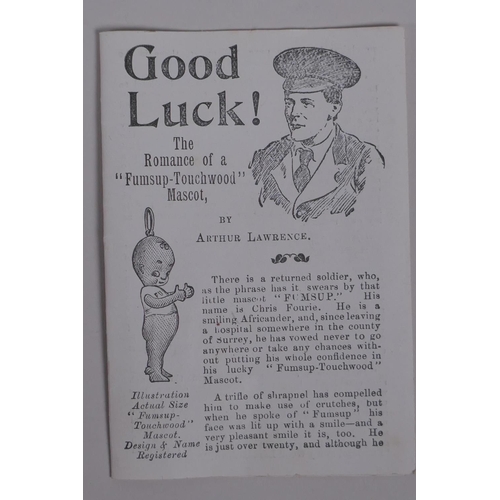 Good
Luck!
The
Romance of a
"Fumsup-Touchwood"
Mascot,
BY
ARTHUR LAWRENCE.
There is a returned soldier, who,
as the phrase has it swears by that
little mascot "FUMSUP." His
name is Chris Fourie. He is a
smiling Africander, and, since leaving
a hospital somewhere in the county
of Surrey, he has vowed never to go
anywhere or take any chances with-
out putting his whole confidence in
his lucky "Fumsup-Touchwood"
Mascot.
A trifle of shrapnel has compelled
him to make use of crutches, but
when he spoke of "Fumsup" his
face was lit up with a smile—and a
very pleasant smile it is, too. He
is just over twenty, and although he
Illustration
Actual Size
"Fumsup-
Touchwood"
Mascot.
Design & Name
Registered